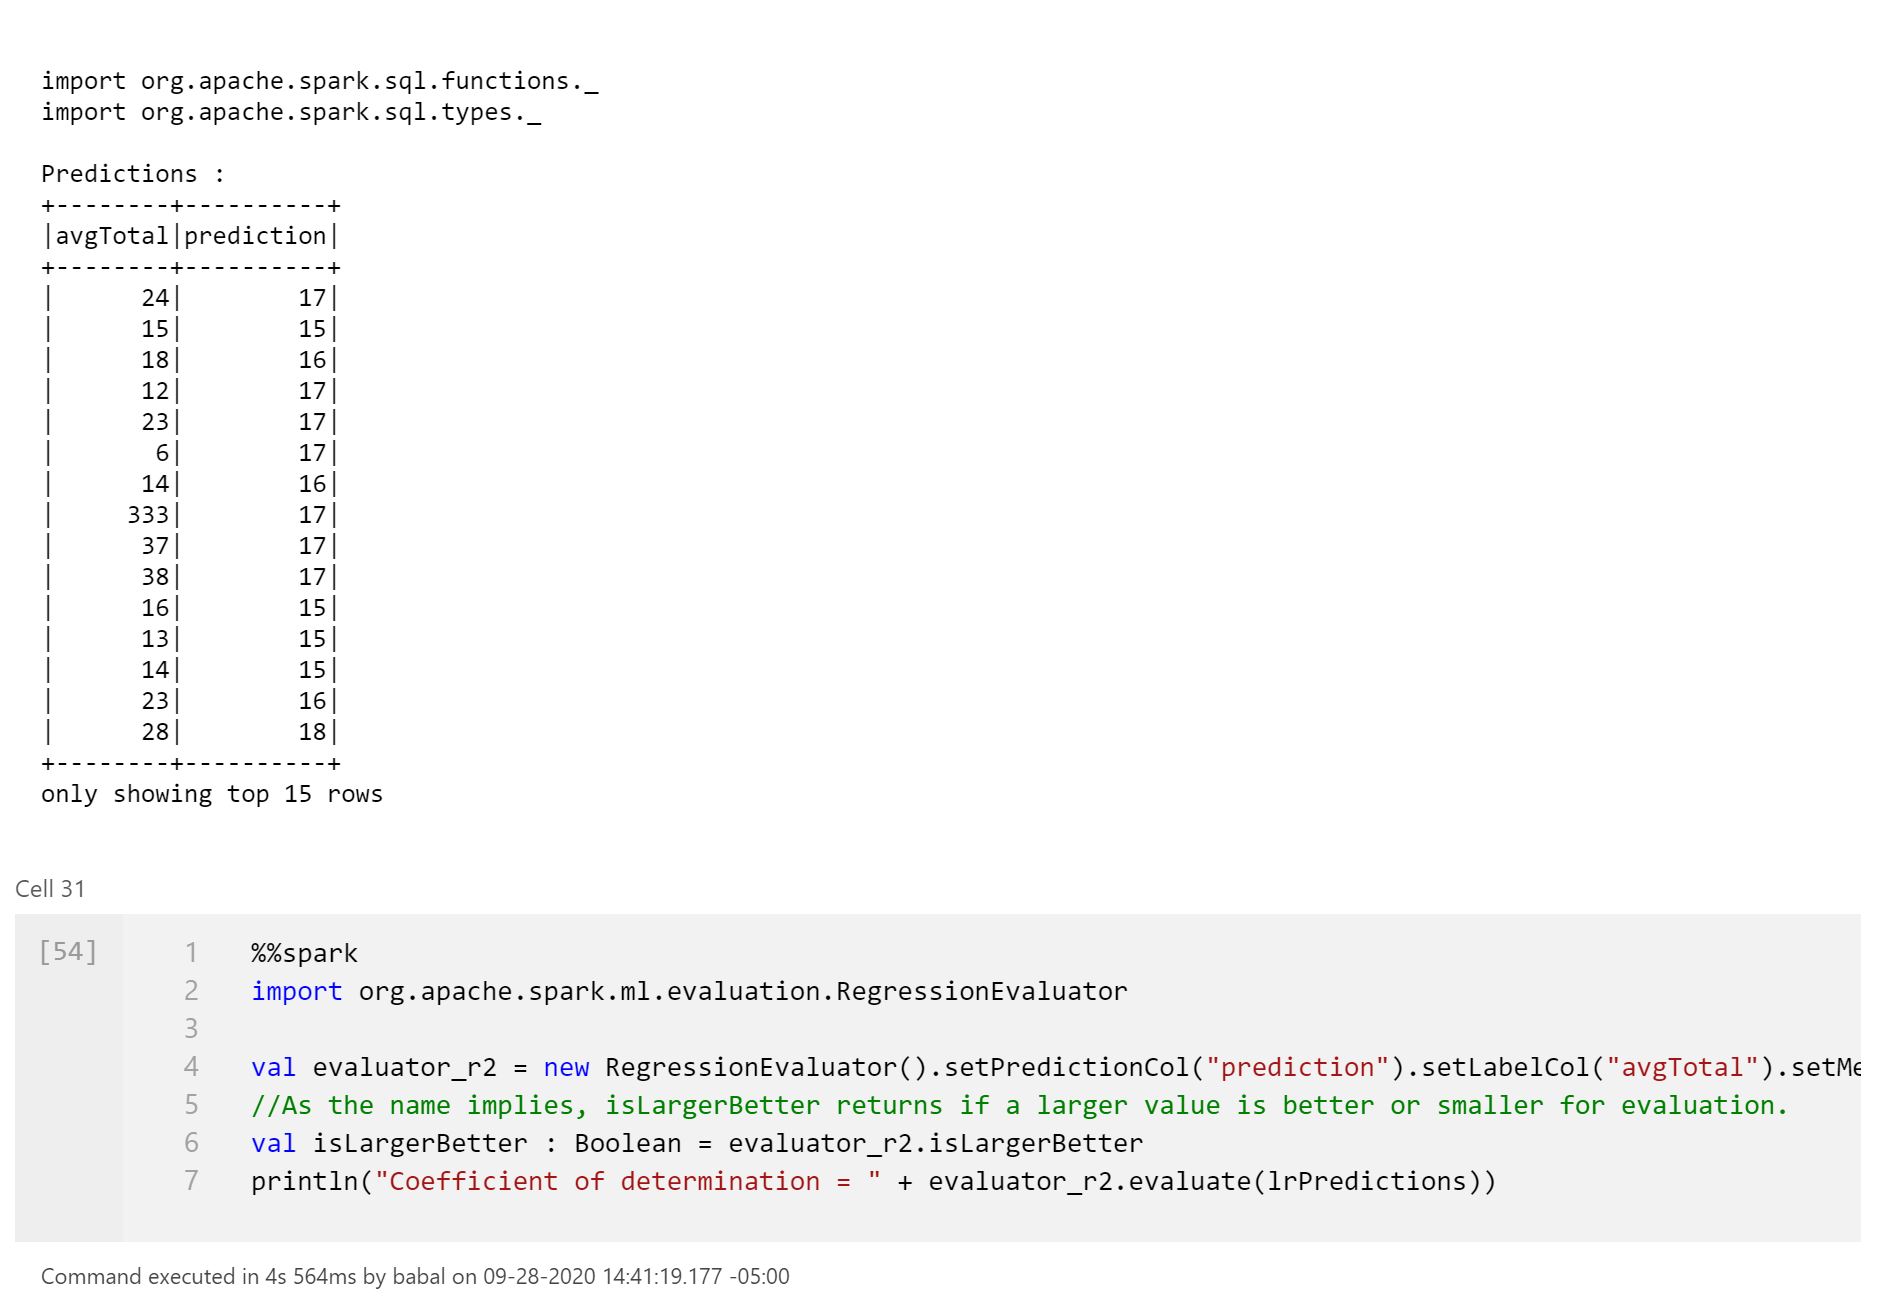 import org.apache.spark.sql.functions._
import org.apache.spark.sql.types._
Predictions :
+--------+----------+
|avgTotal|prediction|
+--------+----------+
|      24|        17|
|      15|        15|
|      18|        16|
|      12|        17|
|      23|        17|
|       6|        17|
|      14|        16|
|     333|        17|
|      37|        17|
|      38|        17|
|      16|        15|
|      13|        15|
|      14|        15|
|      23|        16|
|      28|        18|
+--------+----------+
only showing top 15 rows
Cell 31
[54] 1 %%spark
2 import org.apache.spark.ml.evaluation.RegressionEvaluator
3
4 val evaluator_r2 = new RegressionEvaluator().setPredictionCol("prediction").setLabelCol("avgTotal").setMe
5 //As the name implies, isLargerBetter returns if a larger value is better or smaller for evaluation.
6 val isLargerBetter : Boolean = evaluator_r2.isLargerBetter
7 println("Coefficient of determination = " + evaluator_r2.evaluate(lrPredictions))
Command executed in 4s 564ms by babal on 09-28-2020 14:41:19.177 -05:00